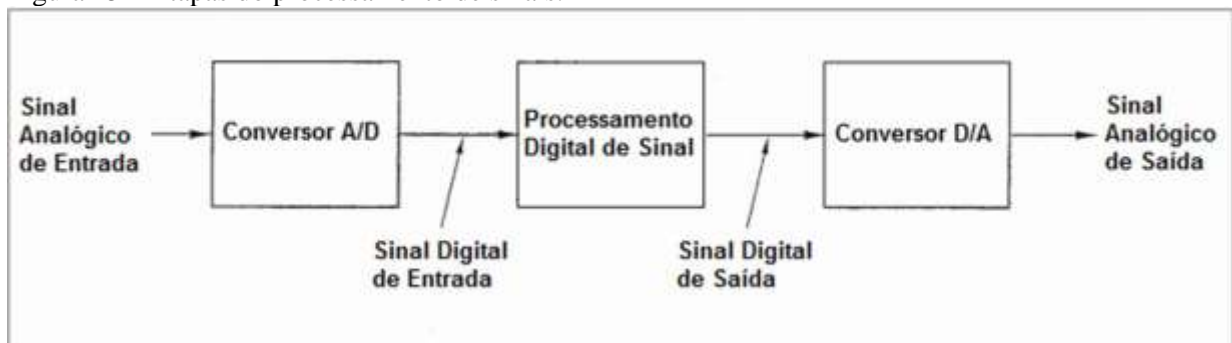 Sinal
Analógico
de Entrada
Conversor A/D
Processamento
Digital de Sinal
Conversor D/A
Sinal
Analógico
de Saída
Sinal Digital
de Entrada
Sinal Digital
de Saída